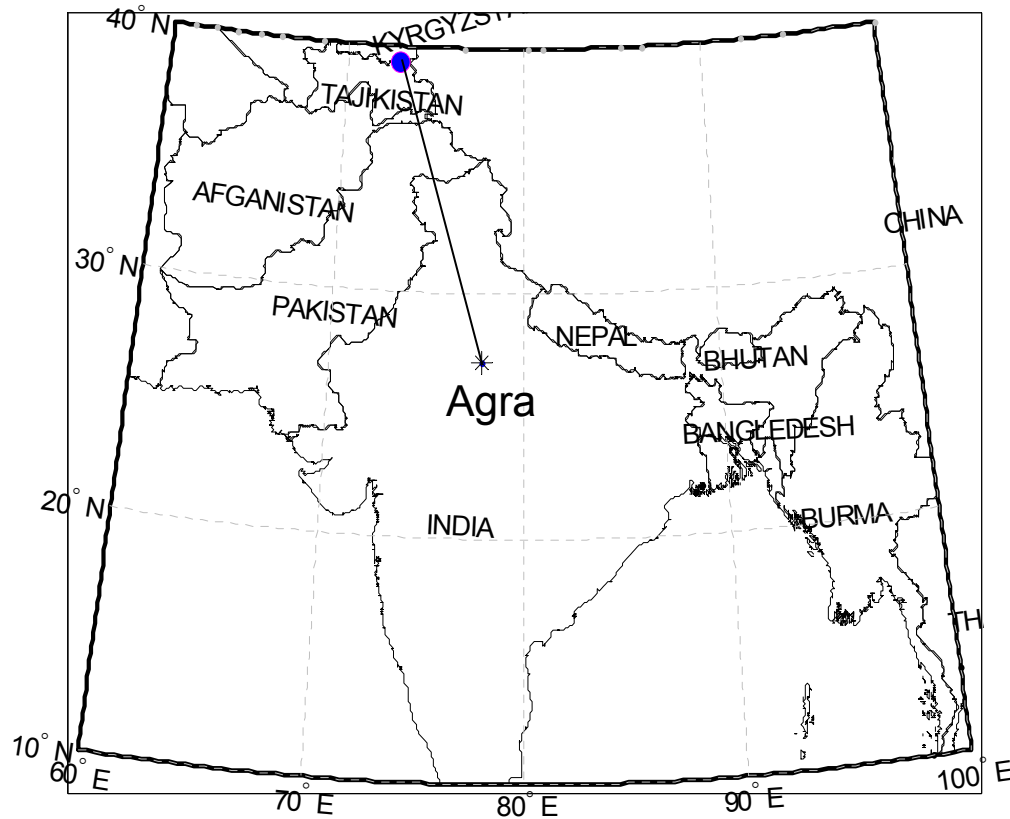 40° N
KYRGYZSTA
TAJIKISTAN
AFGANISTAN
CHINA
30° N
PAKISTAN
NEPAL
BHUTAN
Agra
BANGLEDESH
20° N
INDIA
BURMA
TH
10° N
60° E
70° E
80° E
90° E
100° E